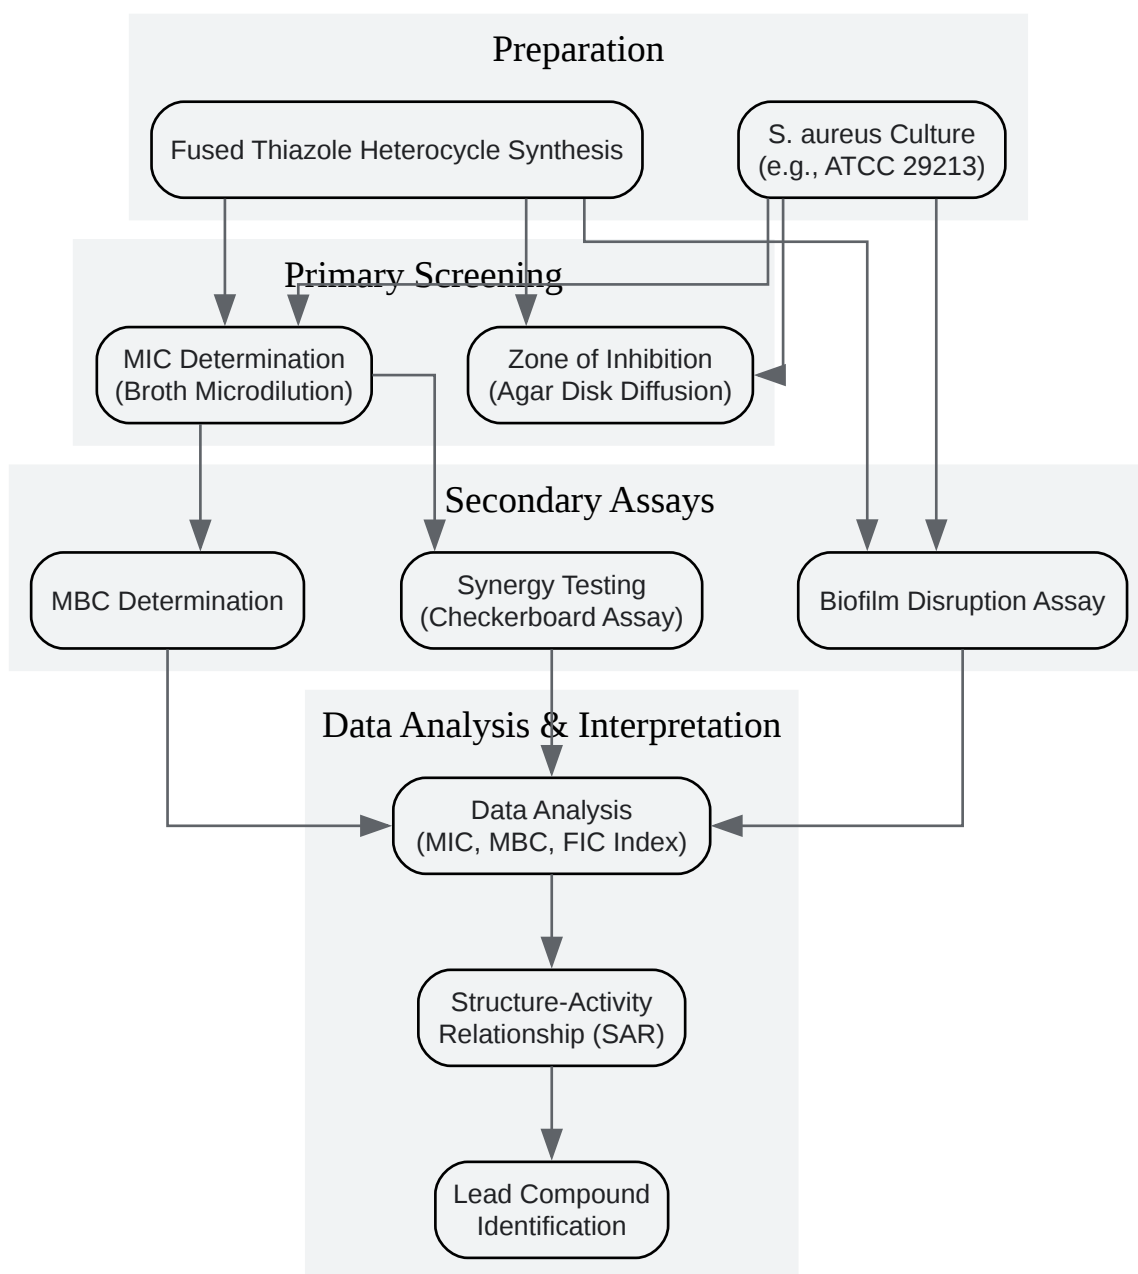 Preparation
Fused Thiazole Heterocycle Synthesis
S. aureus Culture
(e.g., ATCC 29213)
Primary Screening
MIC Determination
(Broth Microdilution)
Zone of Inhibition
(Agar Disk Diffusion)
Secondary Assays
MBC Determination
Synergy Testing
(Checkerboard Assay)
Biofilm Disruption Assay
Data Analysis & Interpretation
Data Analysis
(MIC, MBC, FIC Index)
Structure-Activity
Relationship (SAR)
Lead Compound
Identification